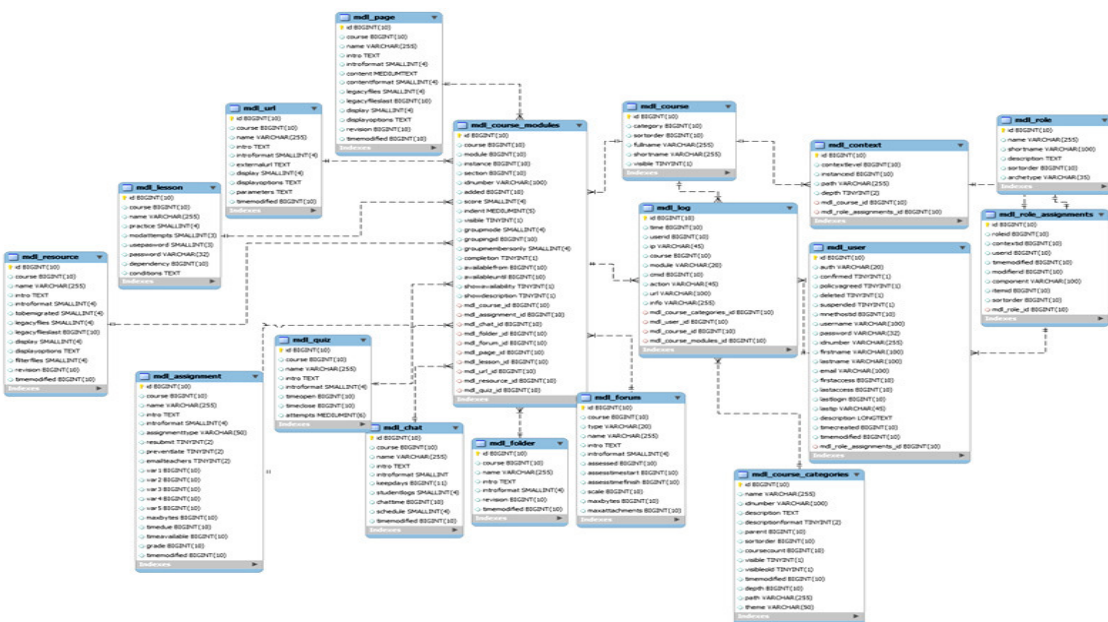 mdl_page
id BIGINT(10)
course BIGINT(10)
name VARCHAR(255)
intro TEXT
introformat SMALLINT(4)
content MEDIUMTEXT
contentformat SMALLINT(4)
legacyfiles SMALLINT(4)
legacyfileslast BIGINT(10)
display SMALLINT(4)
displayoptions TEXT
revision BIGINT(10)
timemodified BIGINT(10)
Indexes
mdl_url
id BIGINT(10)
course BIGINT(10)
name VARCHAR(255)
intro TEXT
introformat SMALLINT(4)
externalurl TEXT
display SMALLINT(4)
displayoptions TEXT
parameters TEXT
timemodified BIGINT(10)
Indexes
mdl_lesson
id BIGINT(10)
course BIGINT(10)
name VARCHAR(255)
practice SMALLINT(4)
modattempts SMALLINT(3)
usepassword SMALLINT(3)
password VARCHAR(32)
dependency BIGINT(10)
conditions TEXT
Indexes
mdl_resource
id BIGINT(10)
course BIGINT(10)
name VARCHAR(255)
intro TEXT
introformat SMALLINT(4)
tobemigrated SMALLINT(4)
legacyfiles SMALLINT(4)
legacyfileslast BIGINT(10)
display SMALLINT(4)
displayoptions TEXT
filterfiles SMALLINT(4)
revision BIGINT(10)
timemodified BIGINT(10)
Indexes
mdl_assignment
id BIGINT(10)
course BIGINT(10)
name VARCHAR(255)
intro TEXT
introformat SMALLINT(4)
assignmenttype VARCHAR(50)
resubmit TINYINT(2)
preventlate TINYINT(2)
emailteachers TINYINT(2)
var1 BIGINT(10)
var2 BIGINT(10)
var3 BIGINT(10)
var4 BIGINT(10)
var5 BIGINT(10)
maxbytes BIGINT(10)
timedue BIGINT(10)
timeavailable BIGINT(10)
grade BIGINT(10)
timemodified BIGINT(10)
Indexes
mdl_quiz
id BIGINT(10)
course BIGINT(10)
name VARCHAR(255)
intro TEXT
introformat SMALLINT(4)
timeopen BIGINT(10)
timeclose BIGINT(10)
attempts MEDIUMINT(6)
Indexes
mdl_chat
id BIGINT(10)
course BIGINT(10)
name VARCHAR(255)
intro TEXT
introformat SMALLINT
keepdays BIGINT(11)
studentlogs SMALLINT(4)
chattime BIGINT(10)
schedule SMALLINT(4)
timemodified BIGINT(10)
Indexes
mdl_course_modules
id BIGINT(10)
course BIGINT(10)
module BIGINT(10)
instance BIGINT(10)
section BIGINT(10)
idnumber VARCHAR(100)
added BIGINT(10)
score SMALLINT(4)
indent MEDIUMINT(5)
visible TINYINT(1)
groupmode SMALLINT(4)
groupingid BIGINT(10)
groupmembersonly SMALLINT(4)
completion TINYINT(1)
availablefrom BIGINT(10)
availableuntil BIGINT(10)
showavailability TINYINT(1)
showdescription TINYINT(1)
mdl_course_id BIGINT(10)
mdl_assignment_id BIGINT(10)
mdl_chat_id BIGINT(10)
mdl_folder_id BIGINT(10)
mdl_forum_id BIGINT(10)
mdl_page_id BIGINT(10)
mdl_lesson_id BIGINT(10)
mdl_url_id BIGINT(10)
mdl_resource_id BIGINT(10)
mdl_quiz_id BIGINT(10)
Indexes
mdl_folder
id BIGINT(10)
course BIGINT(10)
name VARCHAR(255)
intro TEXT
introformat SMALLINT(4)
revision BIGINT(10)
timemodified BIGINT(10)
Indexes
mdl_forum
id BIGINT(10)
course BIGINT(10)
type VARCHAR(20)
name VARCHAR(255)
intro TEXT
introformat SMALLINT(4)
assessed BIGINT(10)
assesstimestart BIGINT(10)
assesstimefinish BIGINT(10)
scale BIGINT(10)
maxbytes BIGINT(10)
maxattachments BIGINT(10)
Indexes
mdl_course
id BIGINT(10)
category BIGINT(10)
sortorder BIGINT(10)
fullname VARCHAR(255)
shortname VARCHAR(255)
visible TINYINT(1)
Indexes
mdl_log
id BIGINT(10)
time BIGINT(10)
userid BIGINT(10)
ip VARCHAR(45)
course BIGINT(10)
module VARCHAR(20)
cmid BIGINT(10)
action VARCHAR(45)
url VARCHAR(100)
info VARCHAR(255)
mdl_course_categories_id BIGINT(10)
mdl_user_id BIGINT(10)
mdl_course_id BIGINT(10)
mdl_course_modules_id BIGINT(10)
Indexes
mdl_context
id BIGINT(10)
contextlevel BIGINT(10)
instanceid BIGINT(10)
path VARCHAR(255)
depth TINYINT(2)
mdl_course_id BIGINT(10)
mdl_role_assignments_id BIGINT(10)
Indexes
mdl_role
id BIGINT(10)
name VARCHAR(255)
shortname VARCHAR(100)
description TEXT
sortorder BIGINT(10)
archetype VARCHAR(35)
Indexes
mdl_role_assignments
id BIGINT(10)
roleid BIGINT(10)
contextid BIGINT(10)
userid BIGINT(10)
timemodified BIGINT(10)
modifierid BIGINT(10)
component VARCHAR(100)
itemid BIGINT(10)
sortorder BIGINT(10)
mdl_role_id BIGINT(10)
Indexes
mdl_user
id BIGINT(10)
auth VARCHAR(20)
confirmed TINYINT(1)
policyagreed TINYINT(1)
deleted TINYINT(1)
suspended TINYINT(1)
mnethostid BIGINT(10)
username VARCHAR(100)
password VARCHAR(32)
idnumber VARCHAR(255)
firstname VARCHAR(100)
lastname VARCHAR(100)
email VARCHAR(100)
firstaccess BIGINT(10)
lastaccess BIGINT(10)
lastlogin BIGINT(10)
lastip VARCHAR(45)
description LONGTEXT
timecreated BIGINT(10)
timemodified BIGINT(10)
mdl_role_assignments_id BIGINT(10)
Indexes
mdl_course_categories
id BIGINT(10)
name VARCHAR(255)
idnumber VARCHAR(100)
description TEXT
descriptionformat TINYINT(2)
parent BIGINT(10)
sortorder BIGINT(10)
coursecount BIGINT(10)
visible TINYINT(1)
visibleold TINYINT(1)
timemodified BIGINT(10)
depth BIGINT(10)
path VARCHAR(255)
theme VARCHAR(50)
Indexes